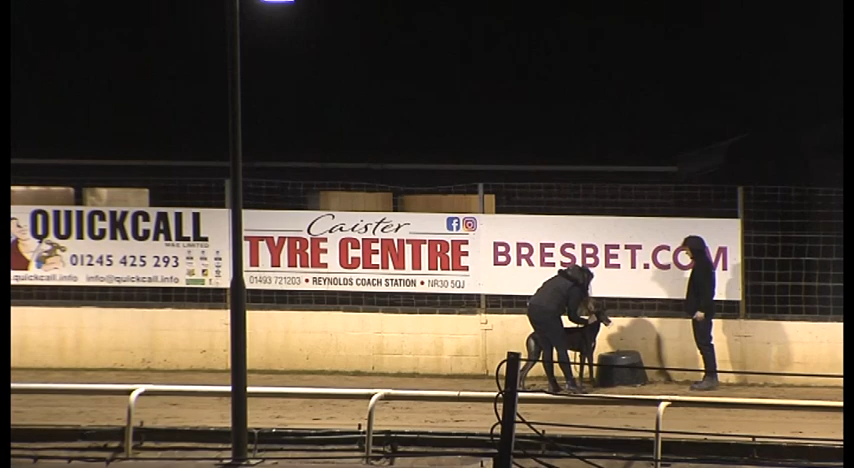 QUICKCALL
WAS LIMITED
01245 425 293
.quickcall.info info@quickcall.info
Caister
TYRE CENTRE
01493 721203 • REYNOLDS COACH STATION • NR30 5QJ
BRESBET.COM